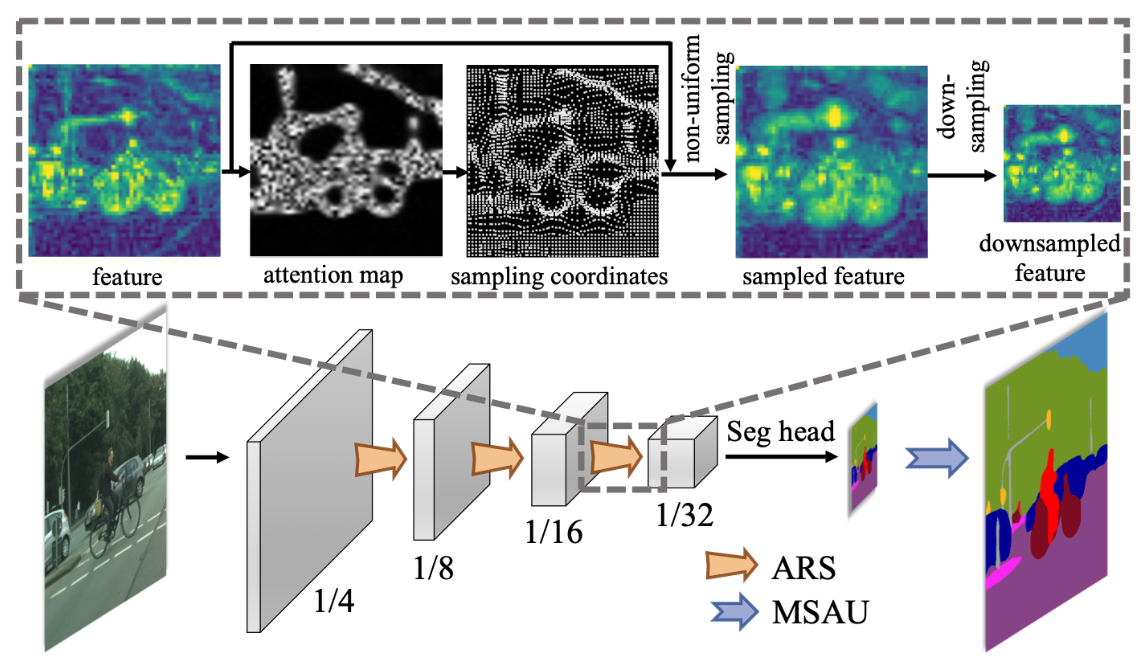 non-uniform
sampling
down-
sampling
feature
attention map
sampling coordinates
sampled feature
downsampled
feature
Seg head
1/4
1/8
1/16
1/32
ARS
MSAU